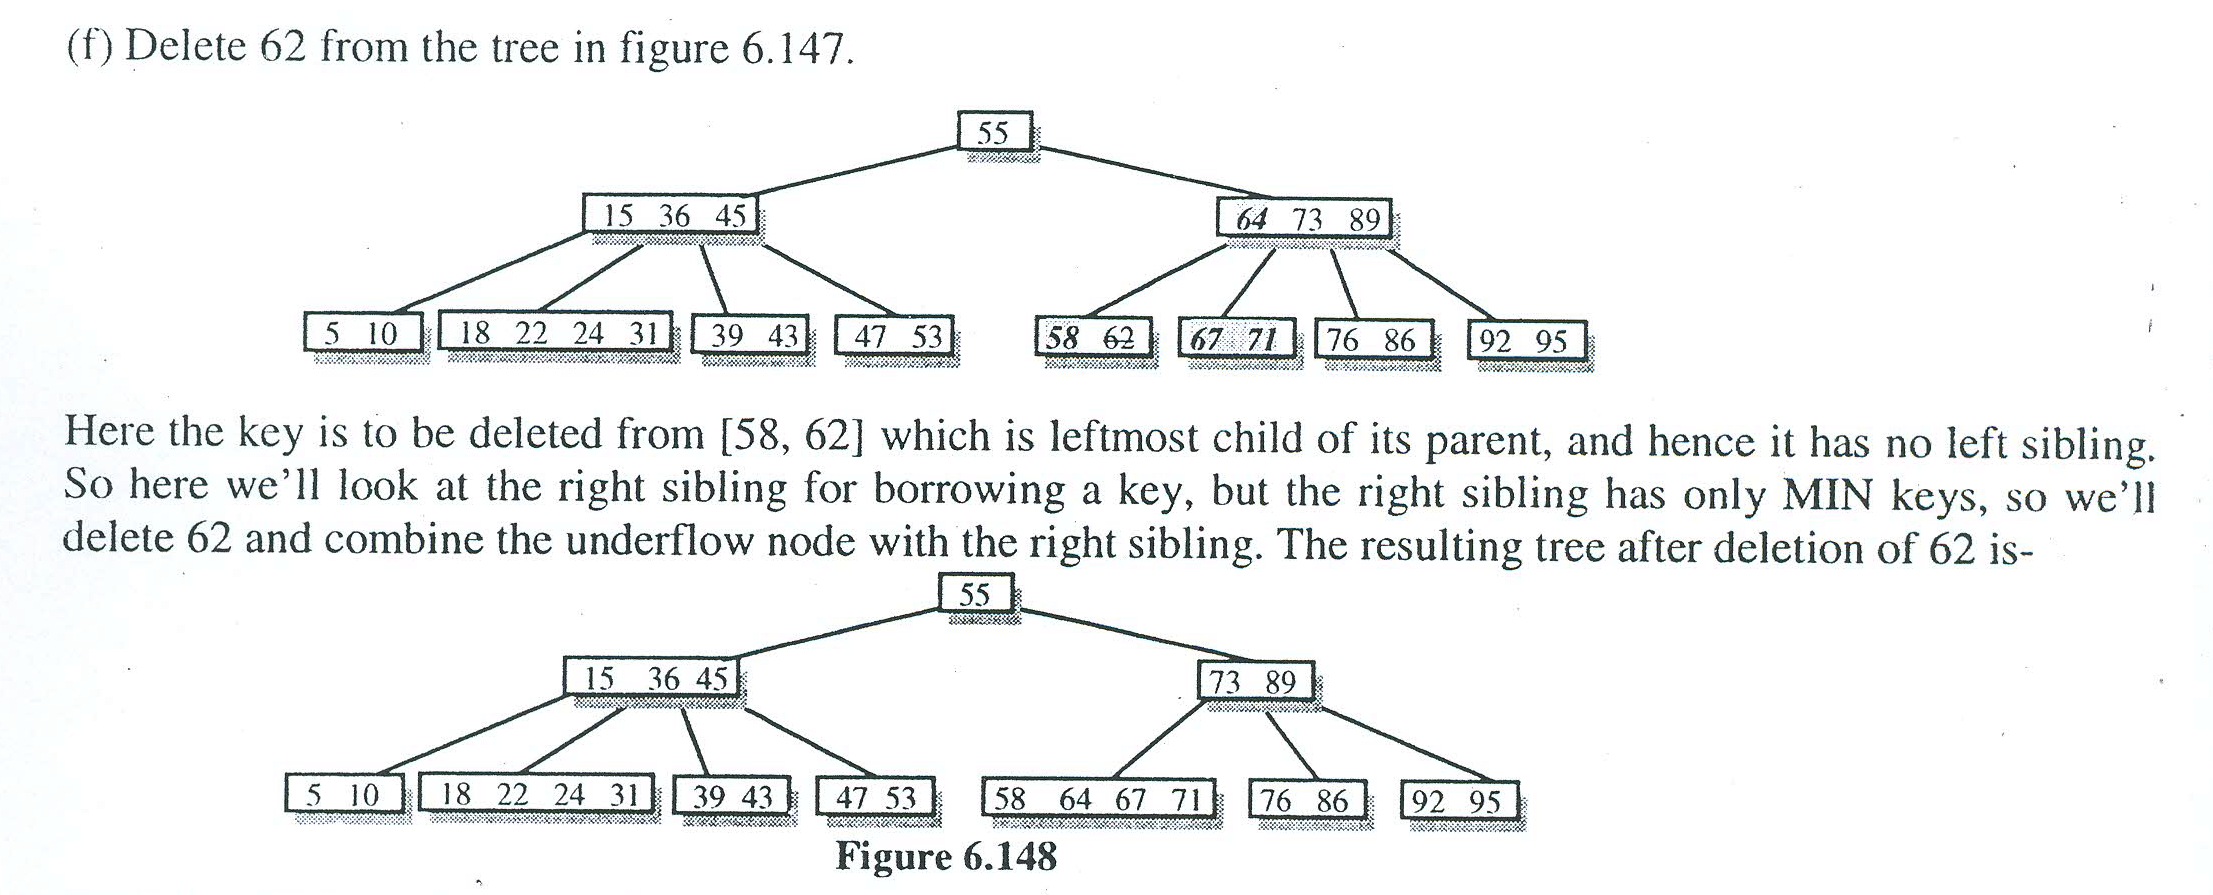 (f) Delete 62 from the tree in figure 6.147.
55
15 36 45
64 73 89
5 10
18 22 24 31
39 43
47 53
58 62
67 71
76 86
92 95
Here the key is to be deleted from [58, 62] which is leftmost child of its parent, and hence it has no left sibling.
So here we'll look at the right sibling for borrowing a key, but the right sibling has only MIN keys, so we'll
delete 62 and combine the underflow node with the right sibling. The resulting tree after deletion of 62 is-
55
15 36 45
73 89
5 10
18 22 24 31
39 43
47 53
58 64 67 71
76 86
92 95
Figure 6.148